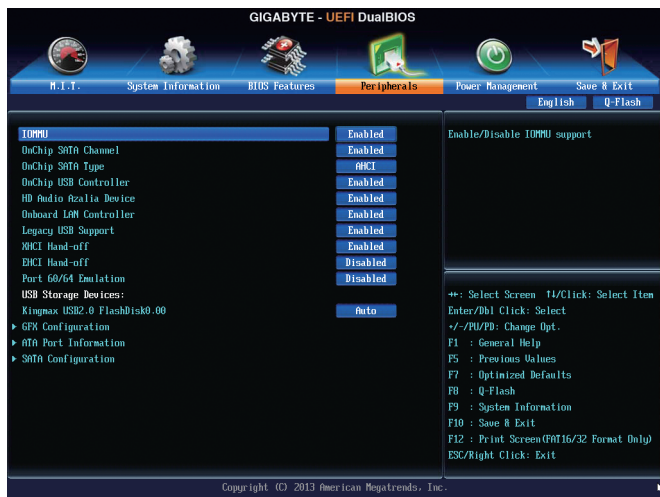 GIGABYTE - UEFI DualBIOS
M.I.T. System Information BIOS Features Peripherals Power Management Save & Exit
English Q-Flash
IOMMU Enabled
OnChip SATA Channel Enabled
OnChip SATA Type AHCI
OnChip USB Controller Enabled
HD Audio Azalia Device Enabled
Onboard LAN Controller Enabled
Legacy USB Support Enabled
XHCI Hand-off Enabled
EHCI Hand-off Disabled
Port 60/64 Emulation Disabled
USB Storage Devices:
Kingmax USB2.0 FlashDisk0.00 Auto
GFX Configuration
ATA Port Information
SATA Configuration
Enable/Disable IOMMU support
→←: Select Screen ↑↓/Click: Select Item
Enter/Dbl Click: Select
+/-/PU/PD: Change Opt.
F1 : General Help
F5 : Previous Values
F7 : Optimized Defaults
F8 : Q-Flash
F9 : System Information
F10 : Save & Exit
F12 : Print Screen(FAT16/32 Format Only)
ESC/Right Click: Exit
Copyright (C) 2013 American Megatrends, Inc.